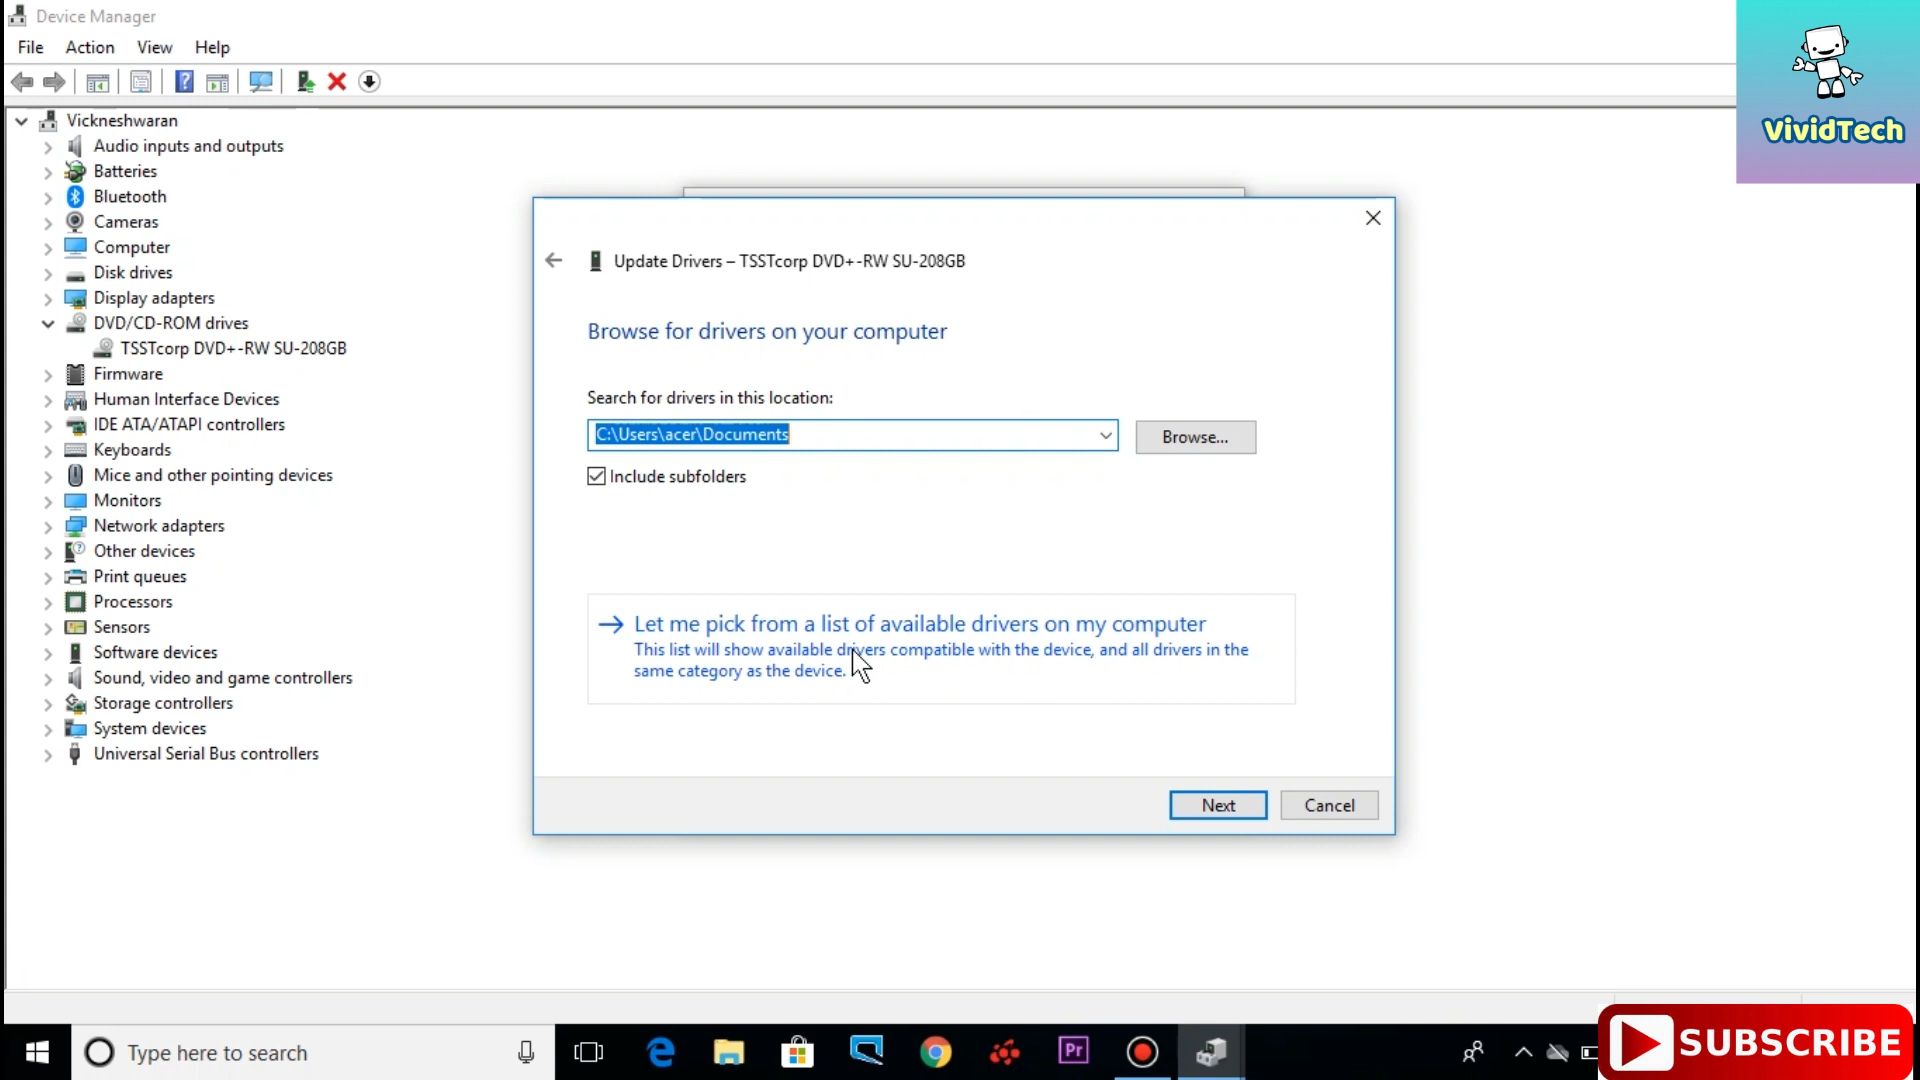 Device Manager
File Action View Help
VividTech
Vickneshwaran
Audio inputs and outputs
Batteries
Bluetooth
Cameras
Computer
Disk drives
Display adapters
DVD/CD-ROM drives
TSSTcorp DVD+-RW SU-208GB
Firmware
Human Interface Devices
IDE ATA/ATAPI controllers
Keyboards
Mice and other pointing devices
Monitors
Network adapters
Other devices
Print queues
Processors
Sensors
Software devices
Sound, video and game controllers
Storage controllers
System devices
Universal Serial Bus controllers
Update Drivers – TSSTcorp DVD+-RW SU-208GB
Browse for drivers on your computer
Search for drivers in this location:
C:\Users\acer\Documents
Browse...
Include subfolders
Let me pick from a list of available drivers on my computer
This list will show available drivers compatible with the device, and all drivers in the
same category as the device.
Next
Cancel
Type here to search
Pr
SUBSCRIBE